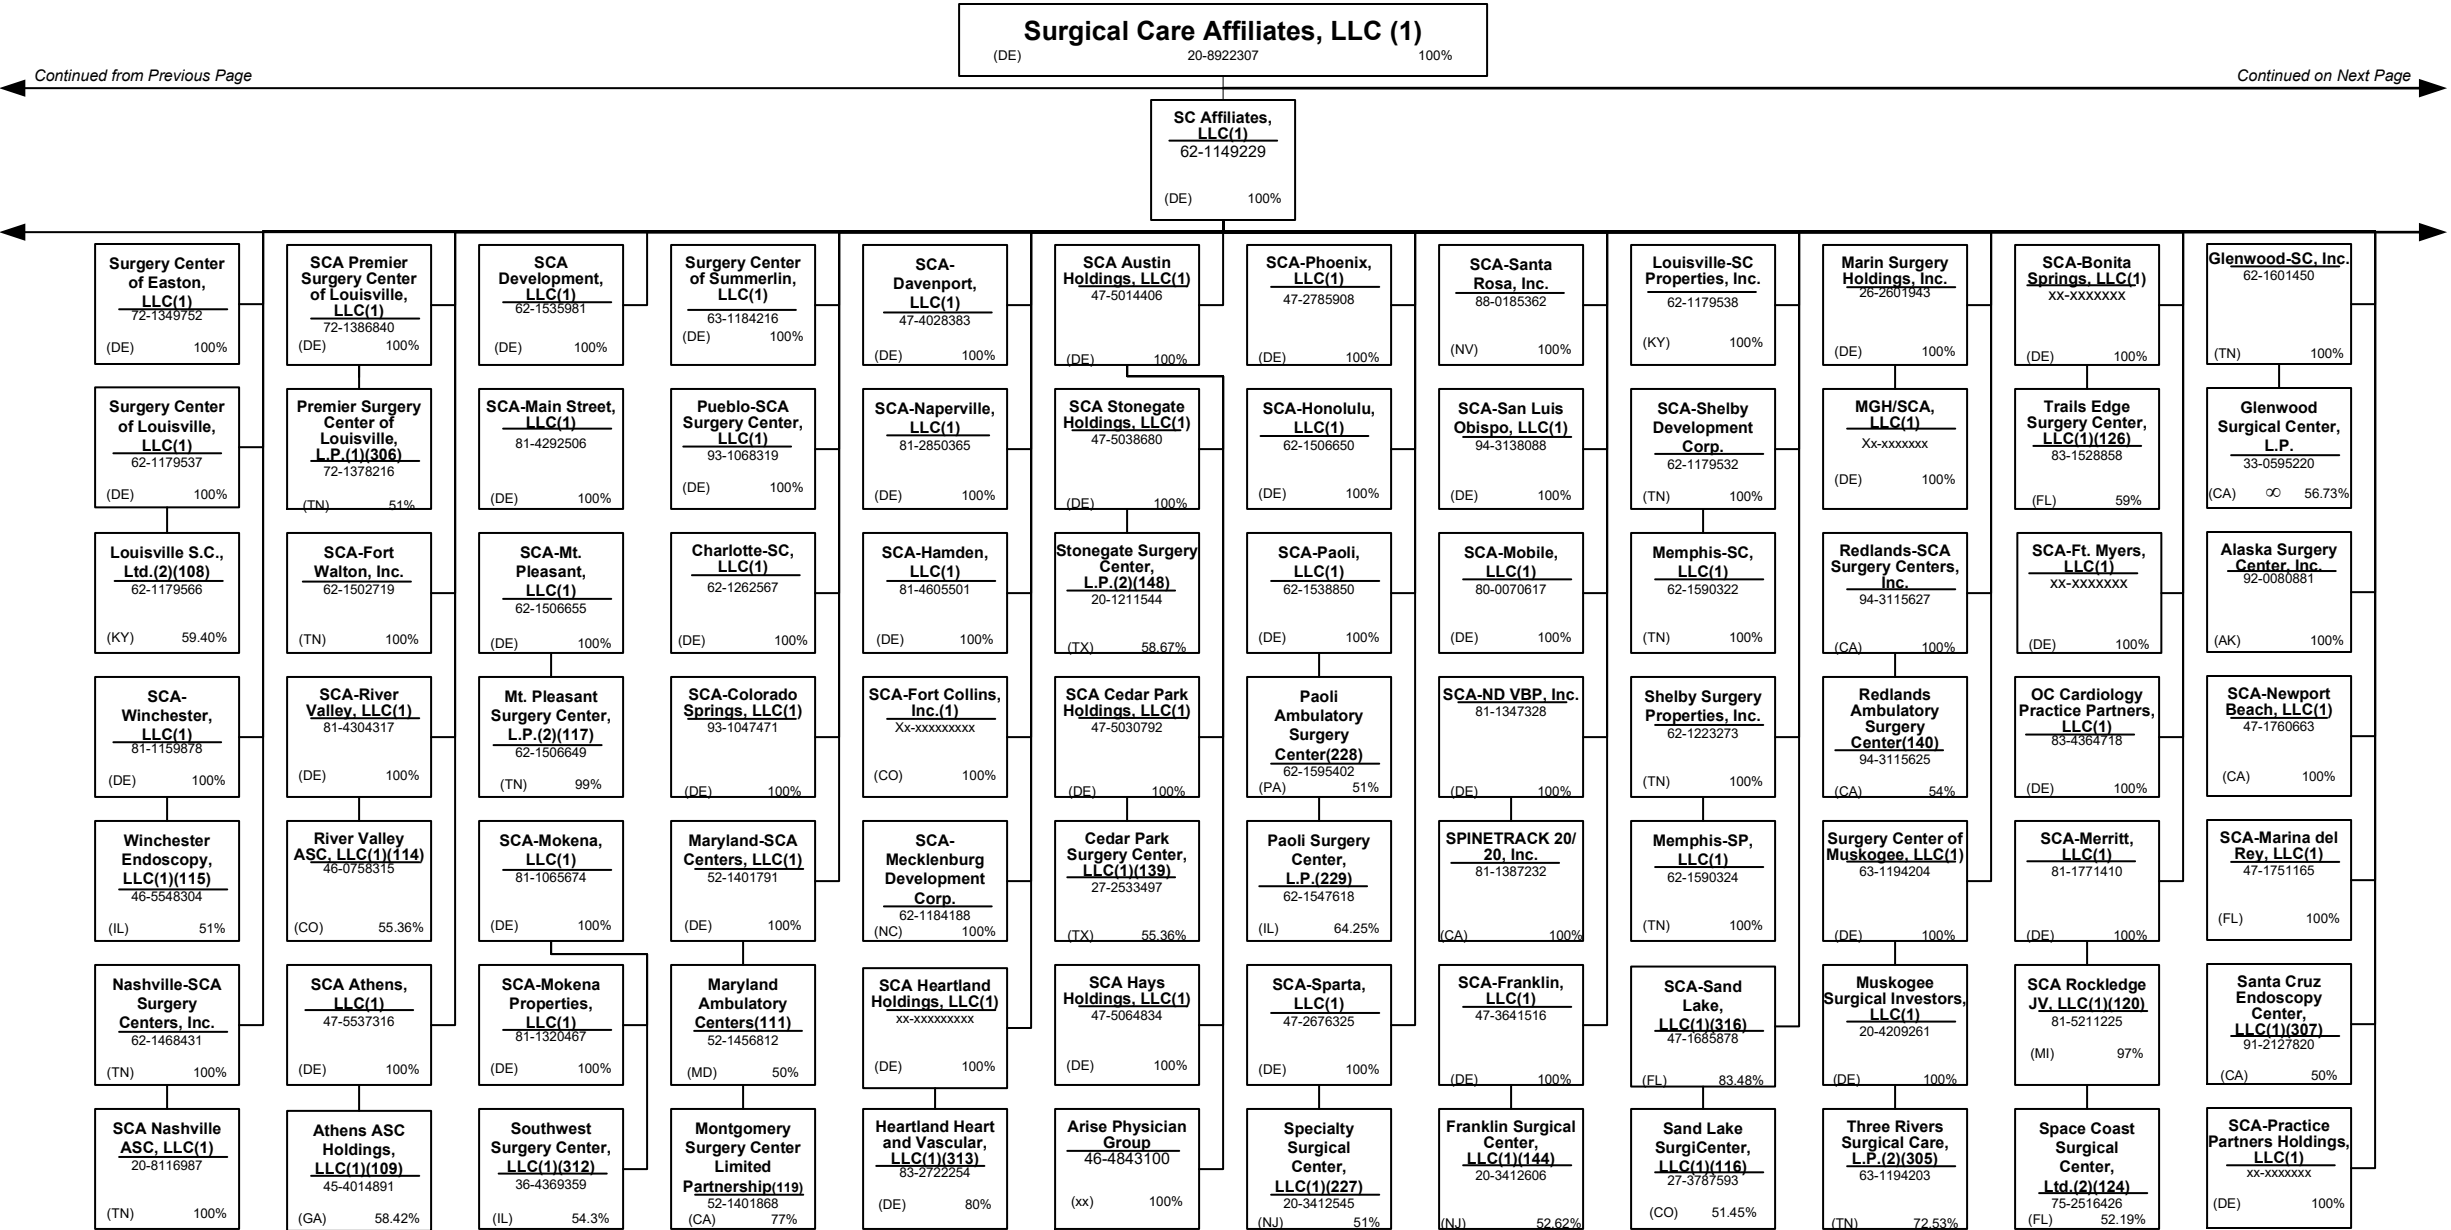 Surgical Care Affiliates, LLC (1)
(DE) 20-8922307 100%
Continued from Previous Page
Continued on Next Page
SC Affiliates,
LLC(1)
62-1149229
(DE) 100%
Surgery Center
of Easton,
LLC(1)
72-1349752
(DE) 100%
SCA Premier
Surgery Center
of Louisville,
LLC(1)
72-1386840
(DE) 100%
SCA
Development,
LLC(1)
62-1535981
(DE) 100%
Surgery Center
of Summerlin,
LLC(1)
63-1184216
(DE) 100%
SCA-
Davenport,
LLC(1)
47-4028383
(DE) 100%
SCA Austin
Holdings, LLC(1)
47-5014406
(DE) 100%
SCA-Phoenix,
LLC(1)
47-2785908
(DE) 100%
SCA-Santa
Rosa, Inc.
88-0185362
(NV) 100%
Louisville-SC
Properties, Inc.
62-1179538
(KY) 100%
Marin Surgery
Holdings, Inc.
26-2601943
(DE) 100%
SCA-Bonita
Springs, LLC(1)
xx-xxxxxxx
(DE) 100%
Glenwood-SC, Inc.
62-1601450
(TN) 100%
Surgery Center
of Louisville,
LLC(1)
62-1179537
(DE) 100%
Premier Surgery
Center of
Louisville,
L.P.(1)(306)
72-1378216
(TN) 51%
SCA-Main Street,
LLC(1)
81-4292506
(DE) 100%
Pueblo-SCA
Surgery Center,
LLC(1)
93-1068319
(DE) 100%
SCA-Naperville,
LLC(1)
81-2850365
(DE) 100%
SCA Stonegate
Holdings, LLC(1)
47-5038680
(DE) 100%
SCA-Honolulu,
LLC(1)
62-1506650
(DE) 100%
SCA-San Luis
Obispo, LLC(1)
94-3138088
(DE) 100%
SCA-Shelby
Development
Corp.
62-1179532
(TN) 100%
MGH/SCA,
LLC(1)
Xx-xxxxxxx
(DE) 100%
Trails Edge
Surgery Center,
LLC(1)(126)
83-1528858
(FL) 59%
Glenwood
Surgical Center,
L.P.
33-0595220
(CA) ∞ 56.73%
Louisville S.C.,
Ltd.(2)(108)
62-1179566
(KY) 59.40%
SCA-Fort
Walton, Inc.
62-1502719
(TN) 100%
SCA-Mt.
Pleasant,
LLC(1)
62-1506655
(DE) 100%
Charlotte-SC,
LLC(1)
62-1262567
(DE) 100%
SCA-Hamden,
LLC(1)
81-4605501
(DE) 100%
Stonegate Surgery
Center,
L.P.(2)(148)
20-1211544
(TX) 58.67%
SCA-Paoli,
LLC(1)
62-1538850
(DE) 100%
SCA-Mobile,
LLC(1)
80-0070617
(DE) 100%
Memphis-SC,
LLC(1)
62-1590322
(TN) 100%
Redlands-SCA
Surgery Centers,
Inc.
94-3115627
(CA) 100%
SCA-Ft. Myers,
LLC(1)
xx-xxxxxxx
(DE) 100%
Alaska Surgery
Center, Inc.
92-0080881
(AK) 100%
SCA-
Winchester,
LLC(1)
81-1159878
(DE) 100%
SCA-River
Valley, LLC(1)
81-4304317
(DE) 100%
Mt. Pleasant
Surgery Center,
L.P.(2)(117)
62-1506649
(TN) 99%
SCA-Colorado
Springs, LLC(1)
93-1047471
(DE) 100%
SCA-Fort Collins,
Inc.(1)
Xx-xxxxxxxxx
(CO) 100%
SCA Cedar Park
Holdings, LLC(1)
47-5030792
(DE) 100%
Paoli
Ambulatory
Surgery
Center(228)
62-1595402
(PA) 51%
SCA-ND VBP, Inc.
81-1347328
(DE) 100%
Shelby Surgery
Properties, Inc.
62-1223273
(TN) 100%
Redlands
Ambulatory
Surgery
Center(140)
94-3115625
(CA) 54%
OC Cardiology
Practice Partners,
LLC(1)
83-4364718
(DE) 100%
SCA-Newport
Beach, LLC(1)
47-1760663
(CA) 100%
Winchester
Endoscopy,
LLC(1)(115)
46-5548304
(IL) 51%
River Valley
ASC, LLC(1)(114)
46-0758315
(CO) 55.36%
SCA-Mokena,
LLC(1)
81-1065674
(DE) 100%
Maryland-SCA
Centers, LLC(1)
52-1401791
(DE) 100%
SCA-
Mecklenburg
Development
Corp.
62-1184188
(NC) 100%
Cedar Park
Surgery Center,
LLC(1)(139)
27-2533497
(TX) 55.36%
Paoli Surgery
Center,
L.P.(229)
62-1547618
(IL) 64.25%
SPINETRACK 20/
20, Inc.
81-1387232
(CA) 100%
Memphis-SP,
LLC(1)
62-1590324
(TN) 100%
Surgery Center of
Muskogee, LLC(1)
63-1194204
(DE) 100%
SCA-Merritt,
LLC(1)
81-1771410
(DE) 100%
SCA-Marina del
Rey, LLC(1)
47-1751165
(FL) 100%
Nashville-SCA
Surgery
Centers, Inc.
62-1468431
(TN) 100%
SCA Athens,
LLC(1)
47-5537316
(DE) 100%
SCA-Mokena
Properties,
LLC(1)
81-1320467
(DE) 100%
Maryland
Ambulatory
Centers(111)
52-1456812
(MD) 50%
SCA Heartland
Holdings, LLC(1)
xx-xxxxxxxxx
(DE) 100%
SCA Hays
Holdings, LLC(1)
47-5064834
(DE) 100%
SCA-Sparta,
LLC(1)
47-2676325
(DE) 100%
SCA-Franklin,
LLC(1)
47-3641516
(DE) 100%
SCA-Sand
Lake,
LLC(1)(316)
47-1685878
(FL) 83.48%
Muskogee
Surgical Investors,
LLC(1)
20-4209261
(DE) 100%
SCA Rockledge
JV, LLC(1)(120)
81-5211225
(MI) 97%
Santa Cruz
Endoscopy
Center,
LLC(1)(307)
91-2127820
(CA) 50%
SCA Nashville
ASC, LLC(1)
20-8116987
(TN) 100%
Athens ASC
Holdings,
LLC(1)(109)
45-4014891
(GA) 58.42%
Southwest
Surgery Center,
LLC(1)(312)
36-4369359
(IL) 54.3%
Montgomery
Surgery Center
Limited
Partnership(119)
52-1401868
(CA) 77%
Heartland Heart
and Vascular,
LLC(1)(313)
83-2722254
(DE) 80%
Arise Physician
Group
46-4843100
(xx) 100%
Specialty
Surgical
Center,
LLC(1)(227)
20-3412545
(NJ) 51%
Franklin Surgical
Center,
LLC(1)(144)
20-3412606
(NJ) 52.62%
Sand Lake
SurgiCenter,
LLC(1)(116)
27-3787593
(CO) 51.45%
Three Rivers
Surgical Care,
L.P.(2)(305)
63-1194203
(TN) 72.53%
Space Coast
Surgical
Center,
Ltd.(2)(124)
75-2516426
(FL) 52.19%
SCA-Practice
Partners Holdings,
LLC(1)
xx-xxxxxxx
(DE) 100%